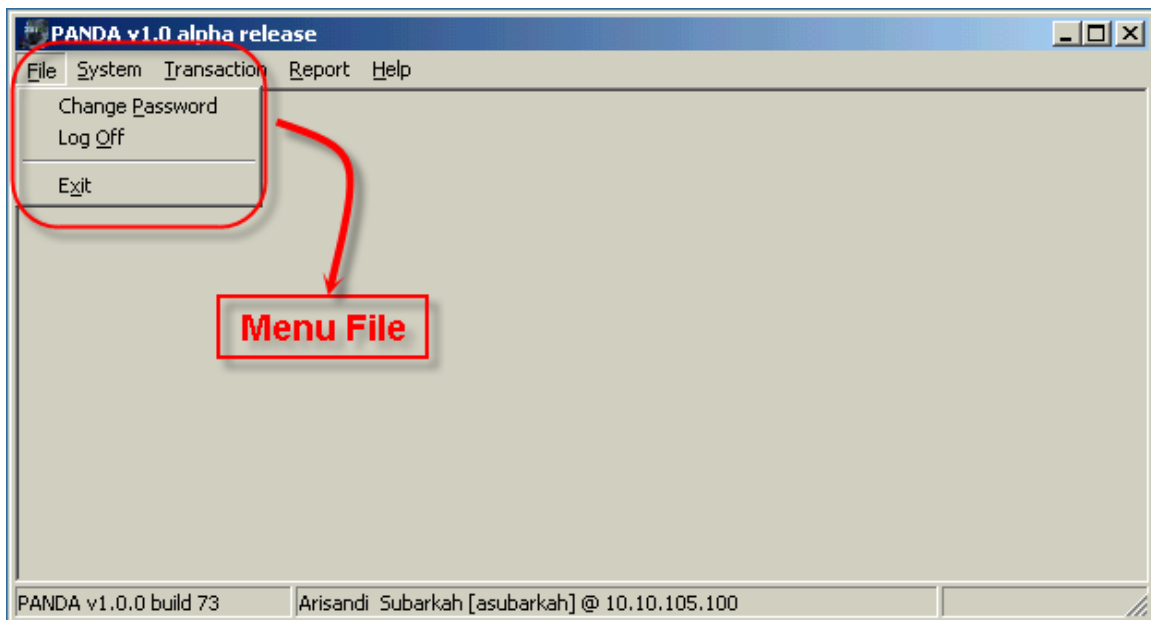 PANDA v1.0 alpha release
File System Transaction Report Help
Change Password
Log Off
Exit
Menu File
PANDA v1.0.0 build 73 Arisandi Subarkah [asubarkah] @ 10.10.105.100